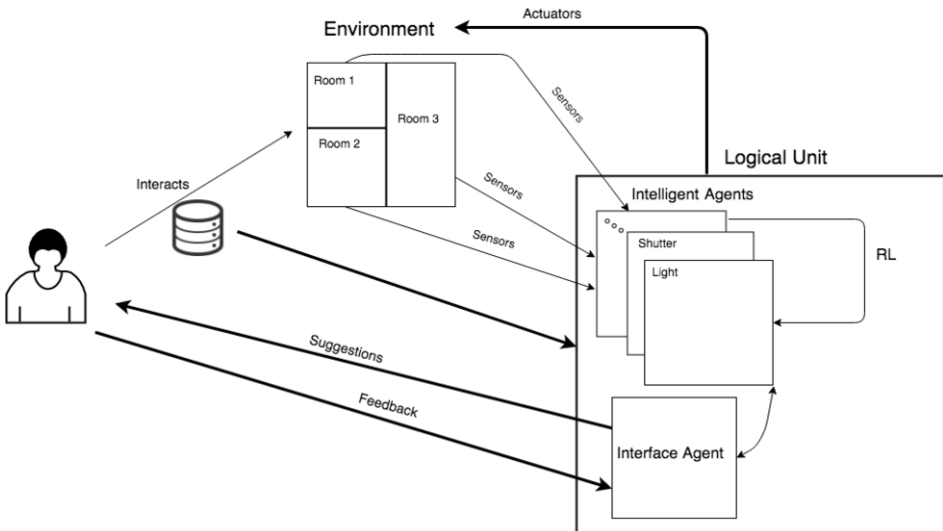 Actuators
Environment
Room 1
Room 2
Room 3
Sensors
Sensors
Sensors
Interacts
Logical Unit
Intelligent Agents
Shutter
Light
RL
Suggestions
Feedback
Interface Agent